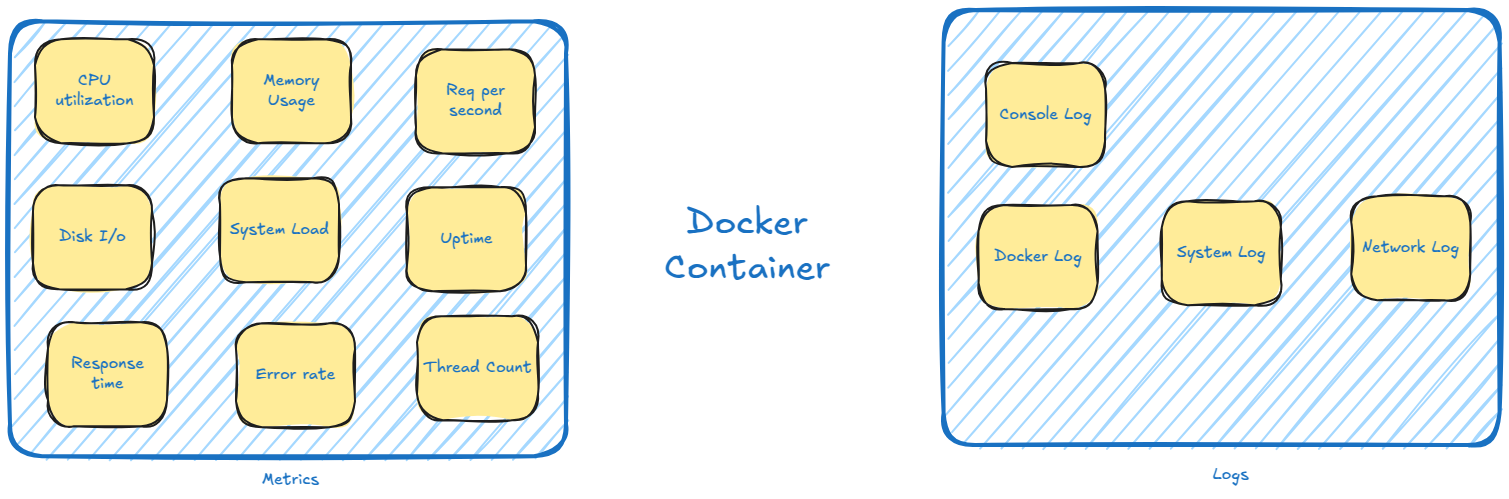 CPU
utilization
Memory
Usage
Req per
second
Disk I/o
System Load
Uptime
Response
time
Error rate
Thread Count
Metrics
Docker
Container
Console Log
Docker Log
System Log
Network Log
Logs